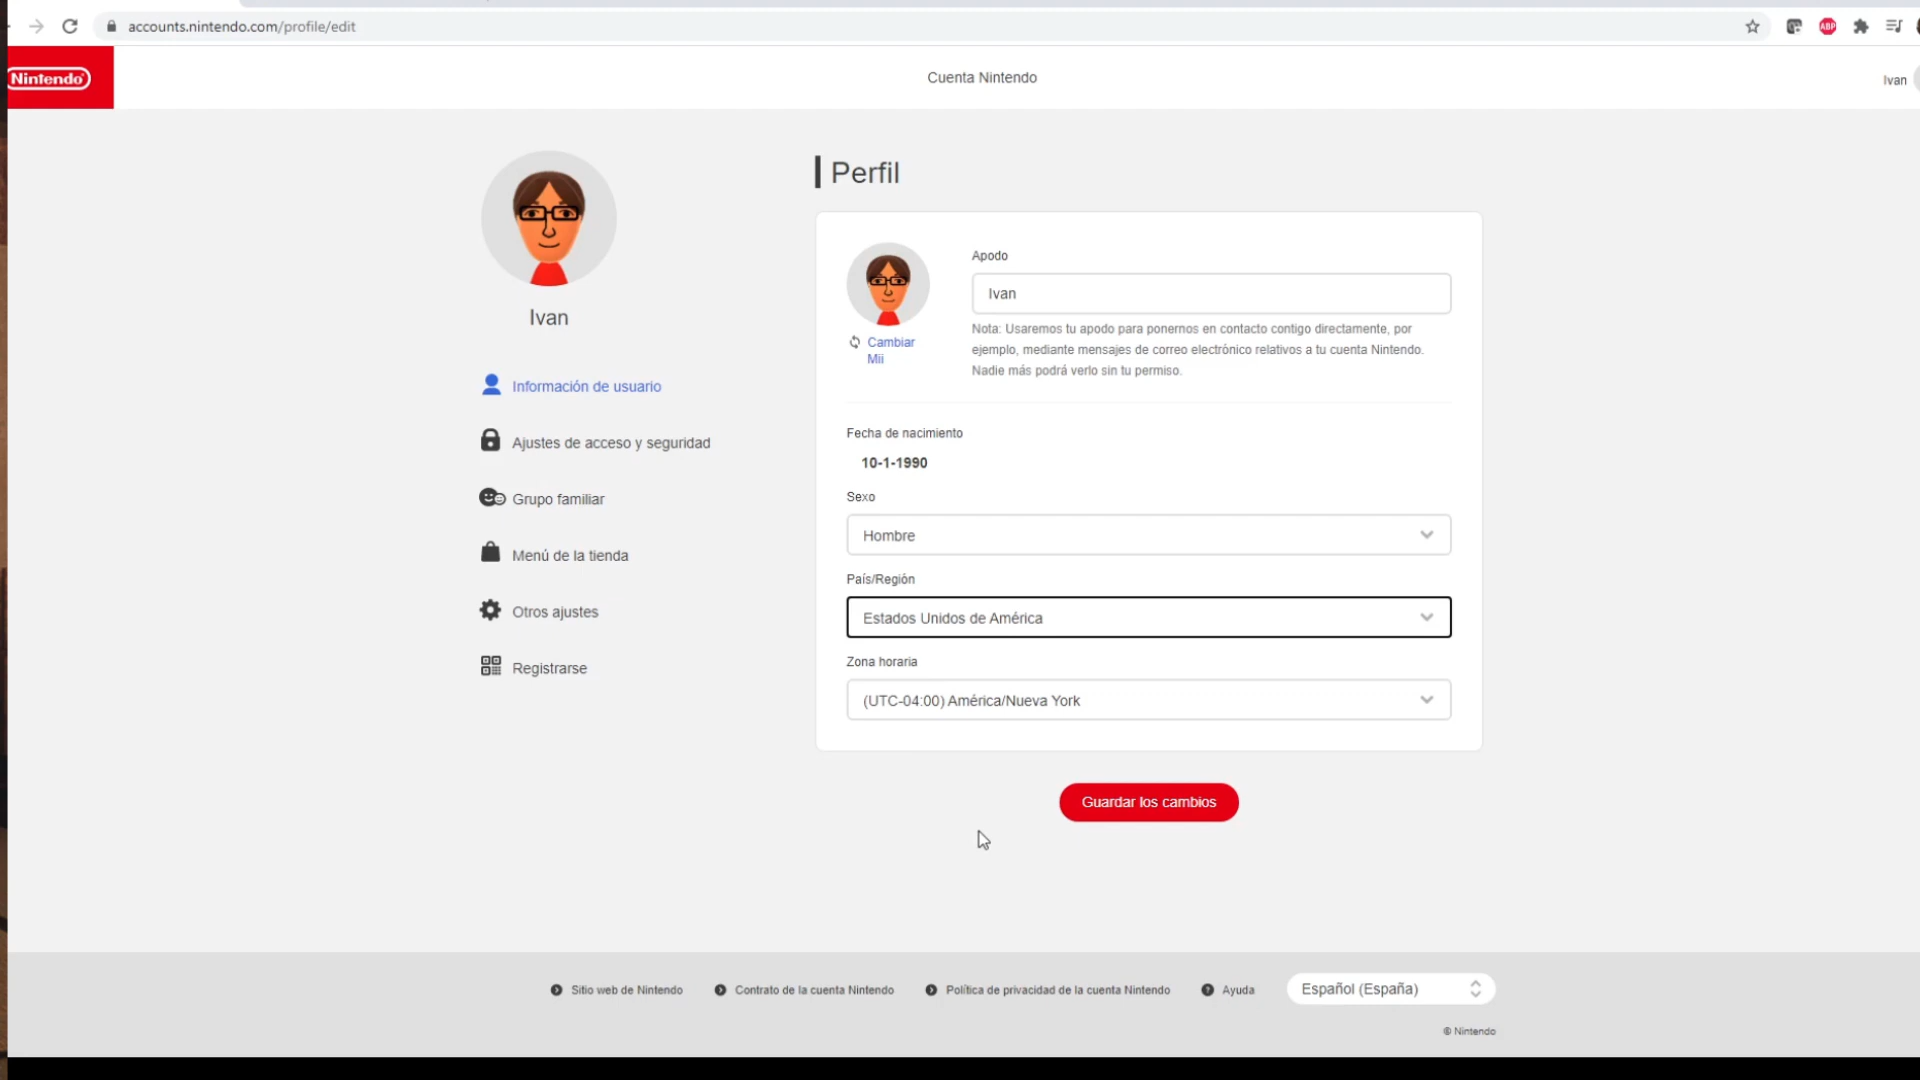 accounts.nintendo.com/profile/edit
ABP
Nintendo
Cuenta Nintendo
Ivan
Ivan
Información de usuario
Ajustes de acceso y seguridad
Grupo familiar
Menú de la tienda
Otros ajustes
Registrarse
Perfil
Cambiar
Mii
Apodo
Ivan
Nota: Usaremos tu apodo para ponernos en contacto contigo directamente, por
ejemplo, mediante mensajes de correo electrónico relativos a tu cuenta Nintendo.
Nadie más podrá verlo sin tu permiso.
Fecha de nacimiento
10-1-1990
Sexo
Hombre
País/Región
Estados Unidos de América
Zona horaria
(UTC-04:00) América/Nueva York
Guardar los cambios
Sitio web de Nintendo
Contrato de la cuenta Nintendo
Política de privacidad de la cuenta Nintendo
Ayuda
Español (España)
© Nintendo